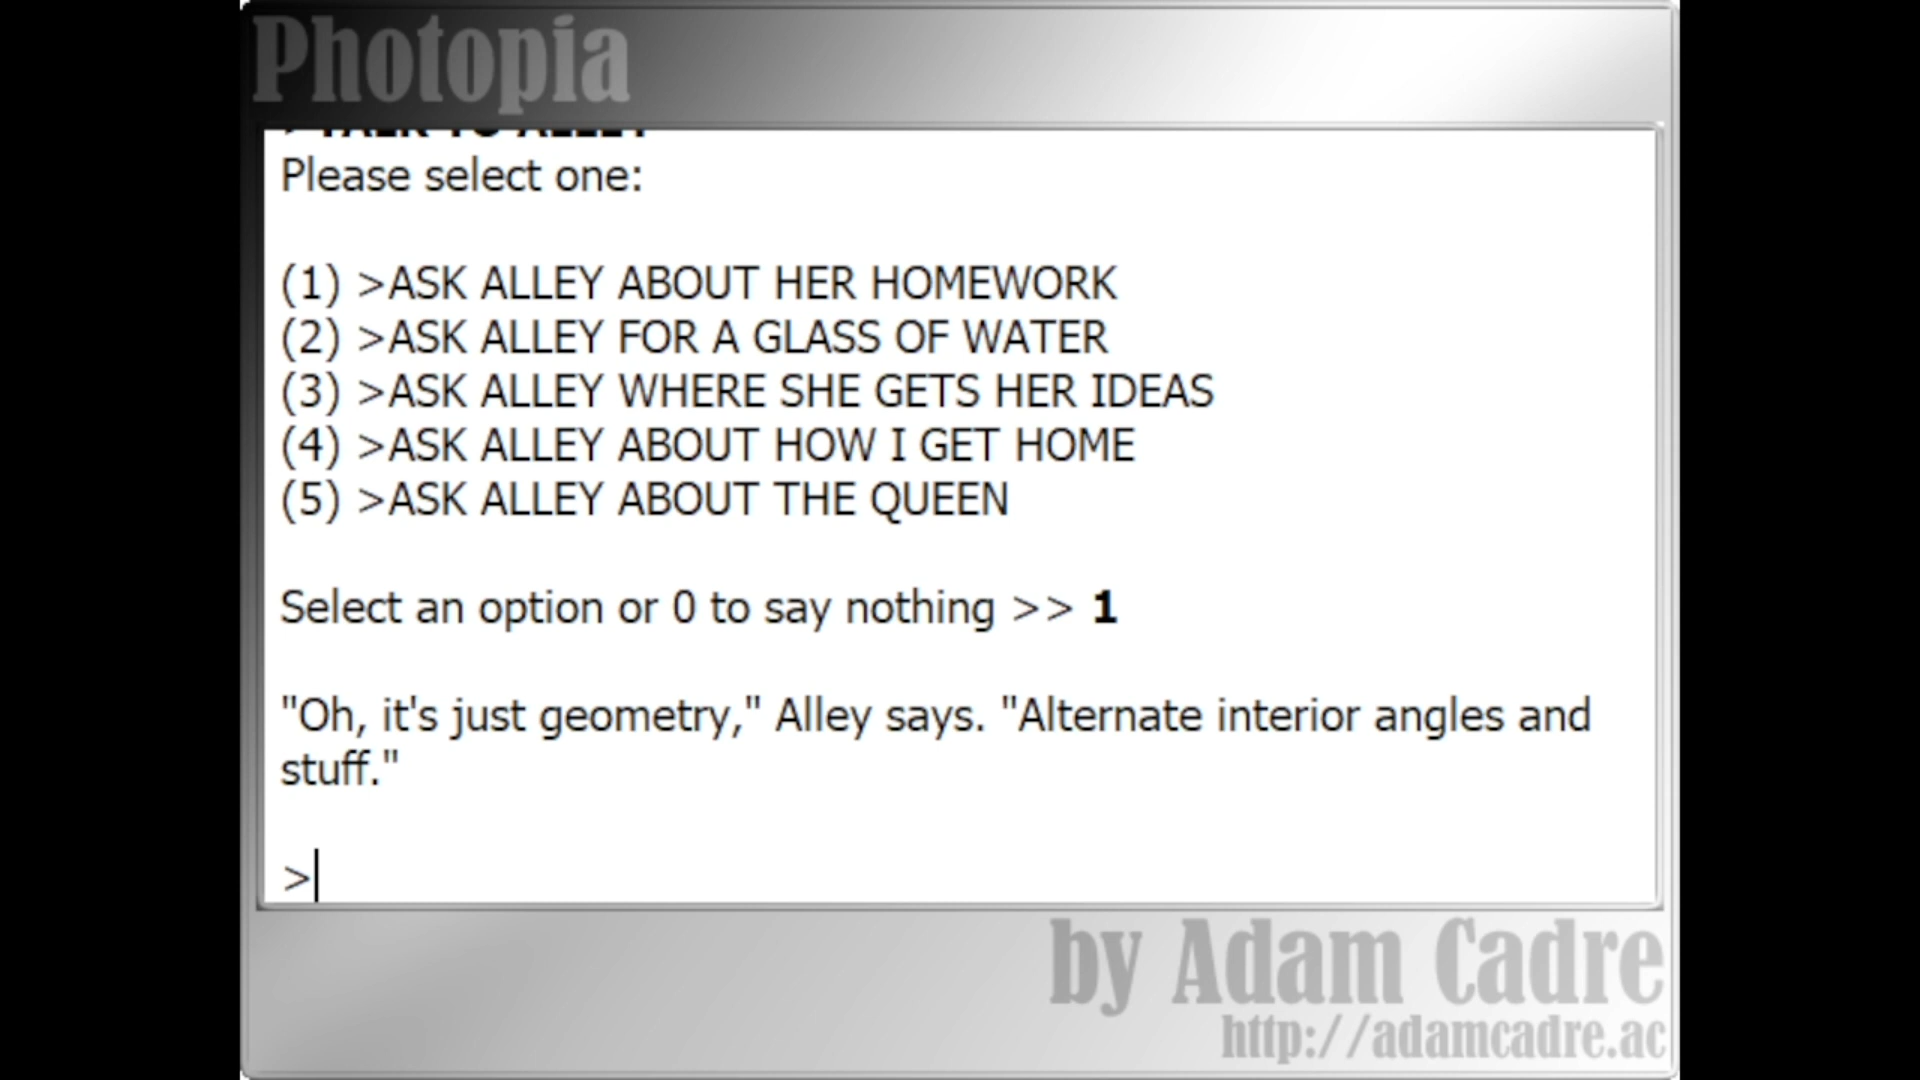 Photopia
>TALK TO ALLEY
Please select one:
(1) >ASK ALLEY ABOUT HER HOMEWORK
(2) >ASK ALLEY FOR A GLASS OF WATER
(3) >ASK ALLEY WHERE SHE GETS HER IDEAS
(4) >ASK ALLEY ABOUT HOW I GET HOME
(5) >ASK ALLEY ABOUT THE QUEEN
Select an option or 0 to say nothing >> 1
"Oh, it's just geometry," Alley says. "Alternate interior angles and
stuff."
>
by Adam Cadre
http://adamcadre.ac